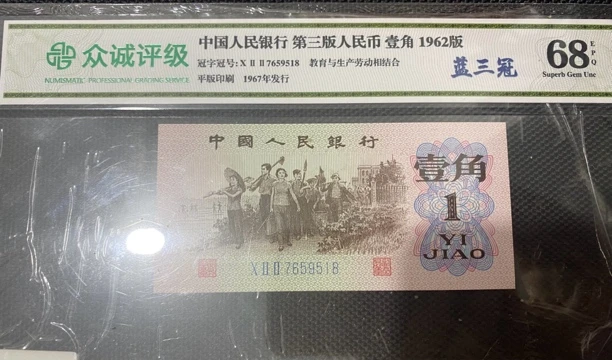 众诚评级
NUMISMATIC PROFESSIONAL GRADING SERVICE
中国人民银行 第三版人民币 壹角 1962版
冠字冠号: X Ⅱ Ⅱ 7659518 教育与生产劳动相结合
平版印刷 1967年发行
蓝三冠
68 EPQ
Superb Gem Unc
中國人民銀行
壹角
1
YI
JIAO
X Ⅱ Ⅱ 7659518